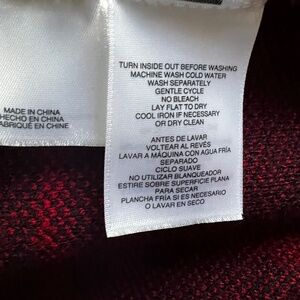 MADE IN CHINA
HECHO EN CHINA
FABRIQUÉ EN CHINE
TURN INSIDE OUT BEFORE WASHING
MACHINE WASH COLD WATER
WASH SEPARATELY
GENTLE CYCLE
NO BLEACH
LAY FLAT TO DRY
COOL IRON IF NECESSARY
OR DRY CLEAN
ANTES DE LAVAR
VOLTEAR AL REVÉS
LAVAR A MÁQUINA CON AGUA FRÍA
SEPARADO
CICLO SUAVE
NO UTILIZAR BLANQUEADOR
ESTIRE SOBRE SUPERFICIE PLANA
PARA SECAR
PLANCHA FRÍA SI ES NECESARIO
O LAVAR EN SECO